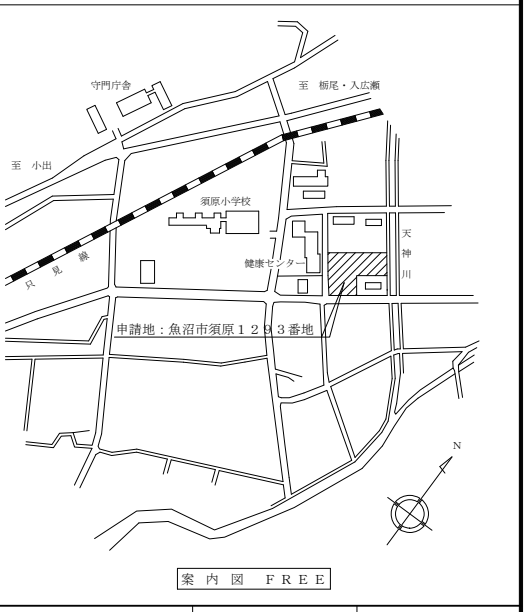 守門庁舎
至 栃尾・入広瀬
至 小出
須原小学校
天神川
健康センター
只見線
申請地：魚沼市須原１２９３番地
N
案 内 図 ＦＲＥＥ